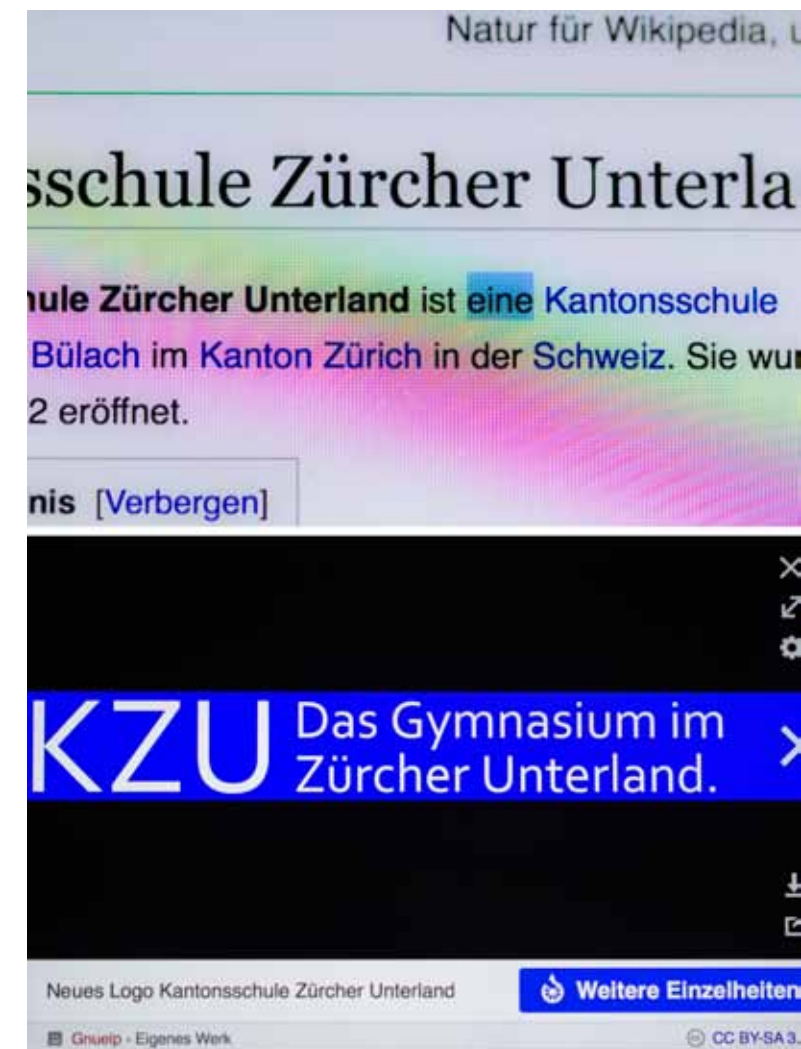 Natur für Wikipedia, u
sschule Zürcher Unterla
hule Zürcher Unterland ist eine Kantonsschule
Bülach im Kanton Zürich in der Schweiz. Sie wur
2 eröffnet.
nis [Verbergen]
KZU Das Gymnasium im
Zürcher Unterland.
Neues Logo Kantonsschule Zürcher Unterland
Weitere Einzelheiten
Gnueip - Eigenes Werk
CC BY-SA 3.